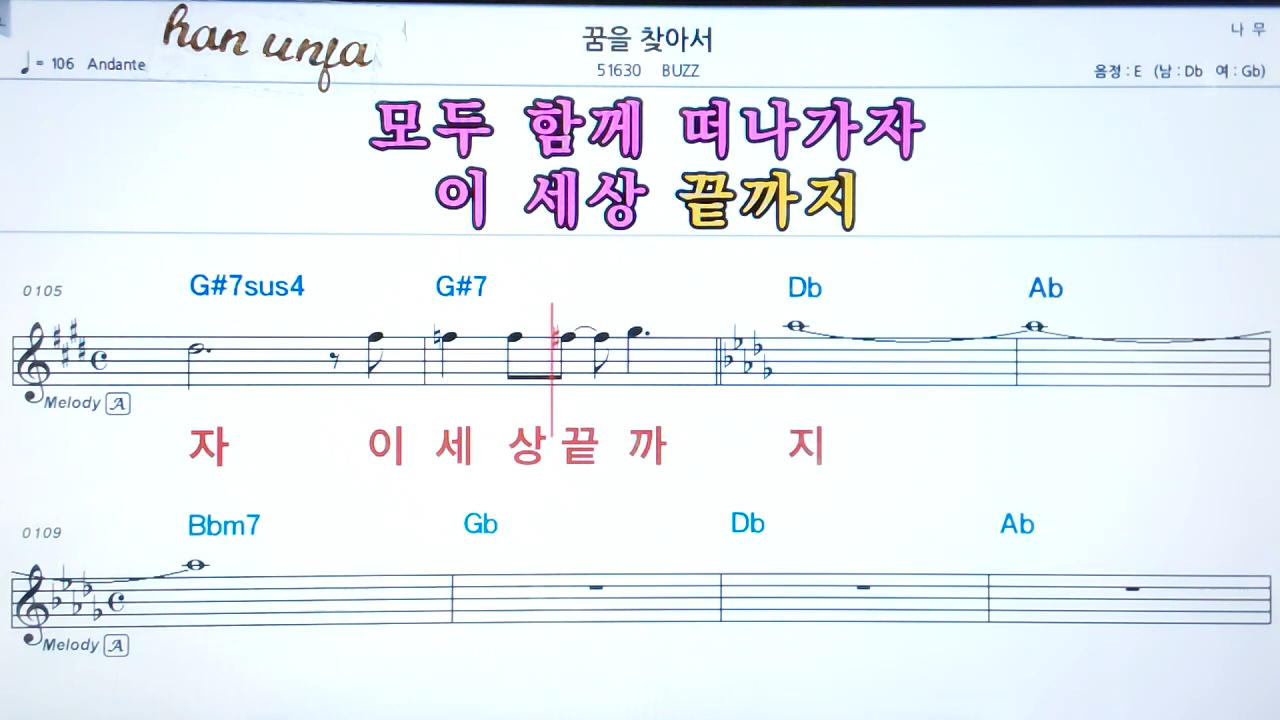 han unfa
꿈을 찾아서
나 무
♩= 106 Andante
51630 BUZZ
음정 : E (남 : Db 여 : Gb)
모두 함께 떠나가자
이 세상 끝까지
0105 G#7sus4 G#7 Db Ab
Melody A
자 이 세 상 끝 까 지
0109 Bbm7 Gb Db Ab
Melody A